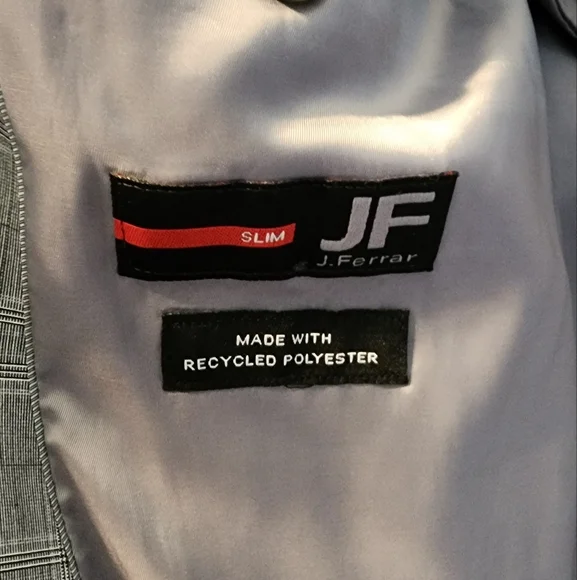 SLIM
JF
J.Ferrar
MADE WITH
RECYCLED POLYESTER